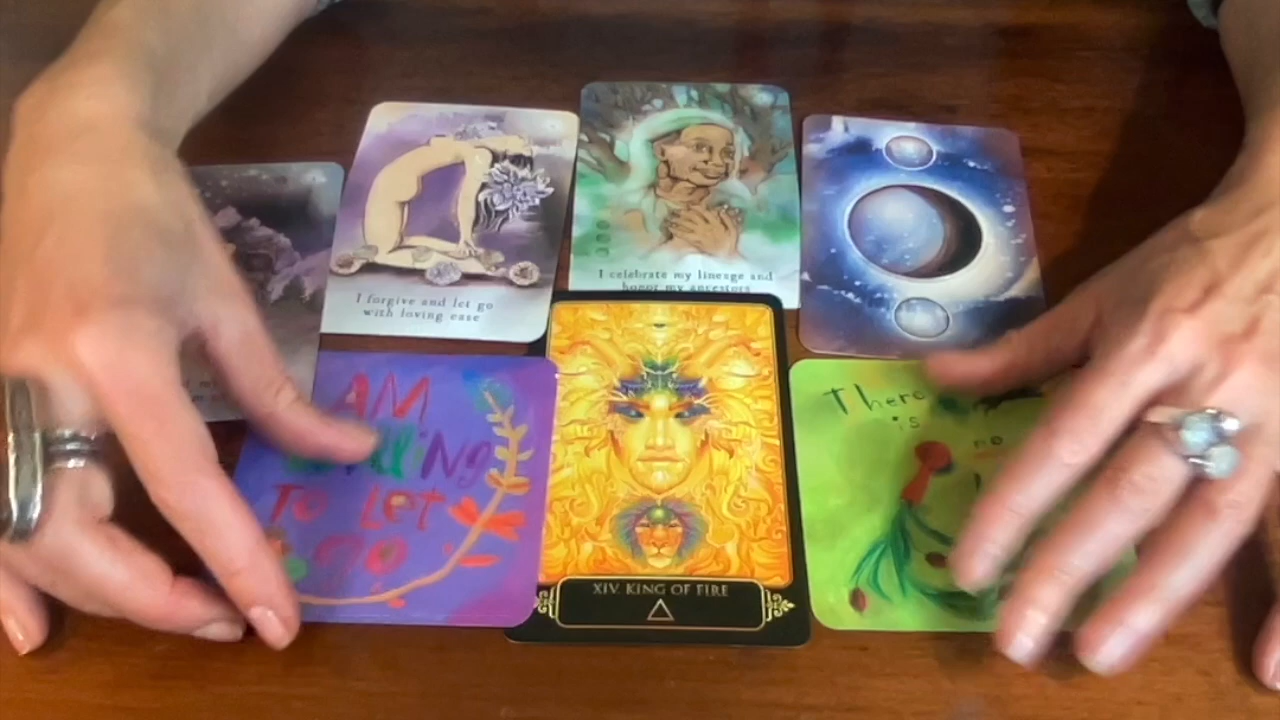 I forgive and let go
with loving ease
I celebrate my lineage and
honor my ancestors
AM
Willing
To Let
go
There
is
no
XIV. KING OF FIRE